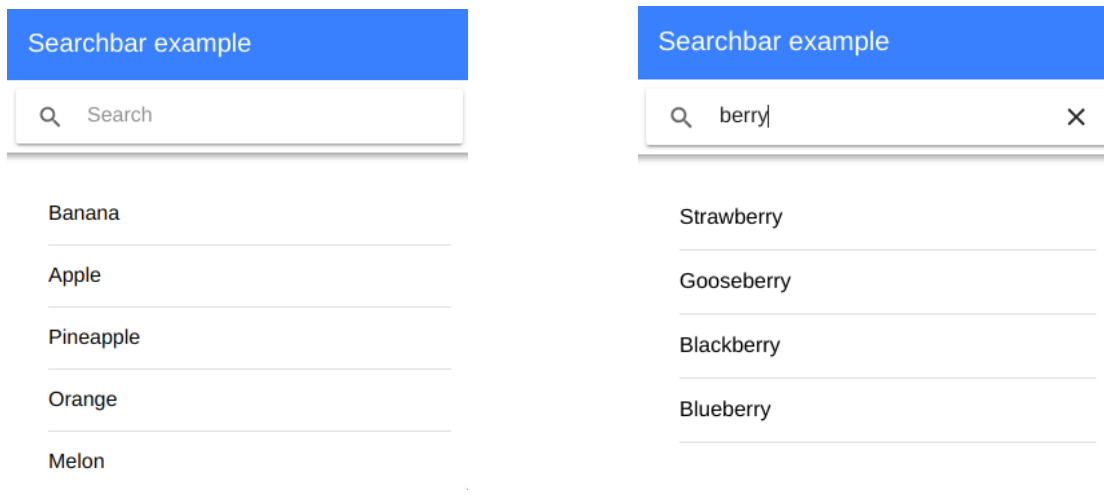 Searchbar example
Search
Banana
Apple
Pineapple
Orange
Melon
Searchbar example
berry
Strawberry
Gooseberry
Blackberry
Blueberry